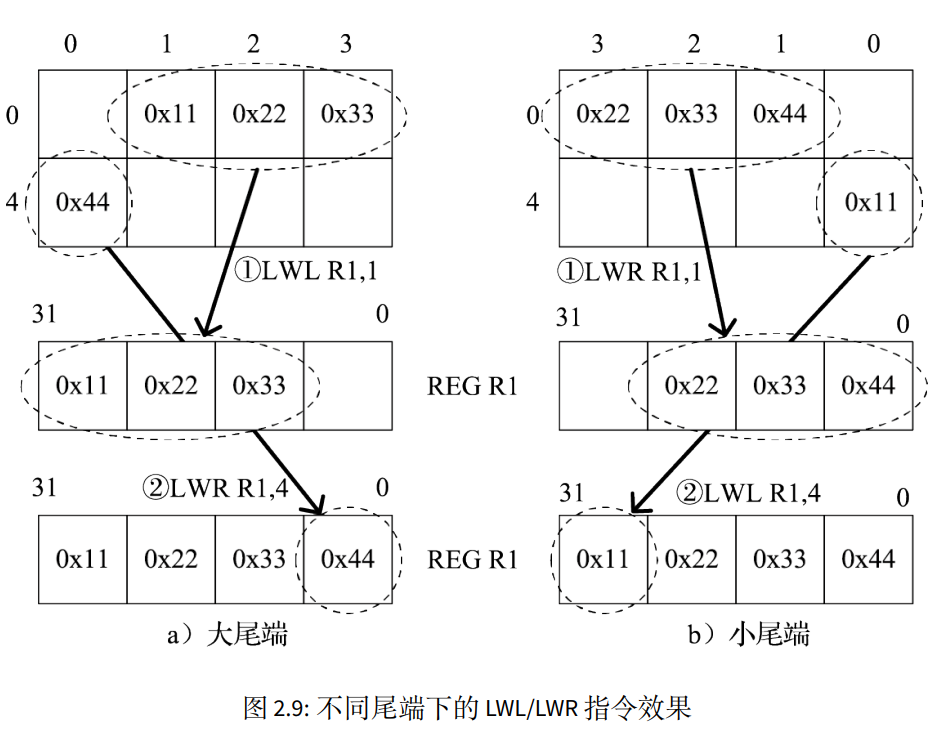 0 1 2 3
0 0x11 0x22 0x33
4 0x44
①LWL R1,1
31 0
0x11 0x22 0x33
②LWR R1,4
31 0
0x11 0x22 0x33 0x44
a）大尾端
REG R1
REG R1
3 2 1 0
0 0x22 0x33 0x44
4 0x11
①LWR R1,1
31 0
0x22 0x33 0x44
②LWL R1,4
31 0
0x11 0x22 0x33 0x44
b）小尾端
图 2.9: 不同尾端下的 LWL/LWR 指令效果